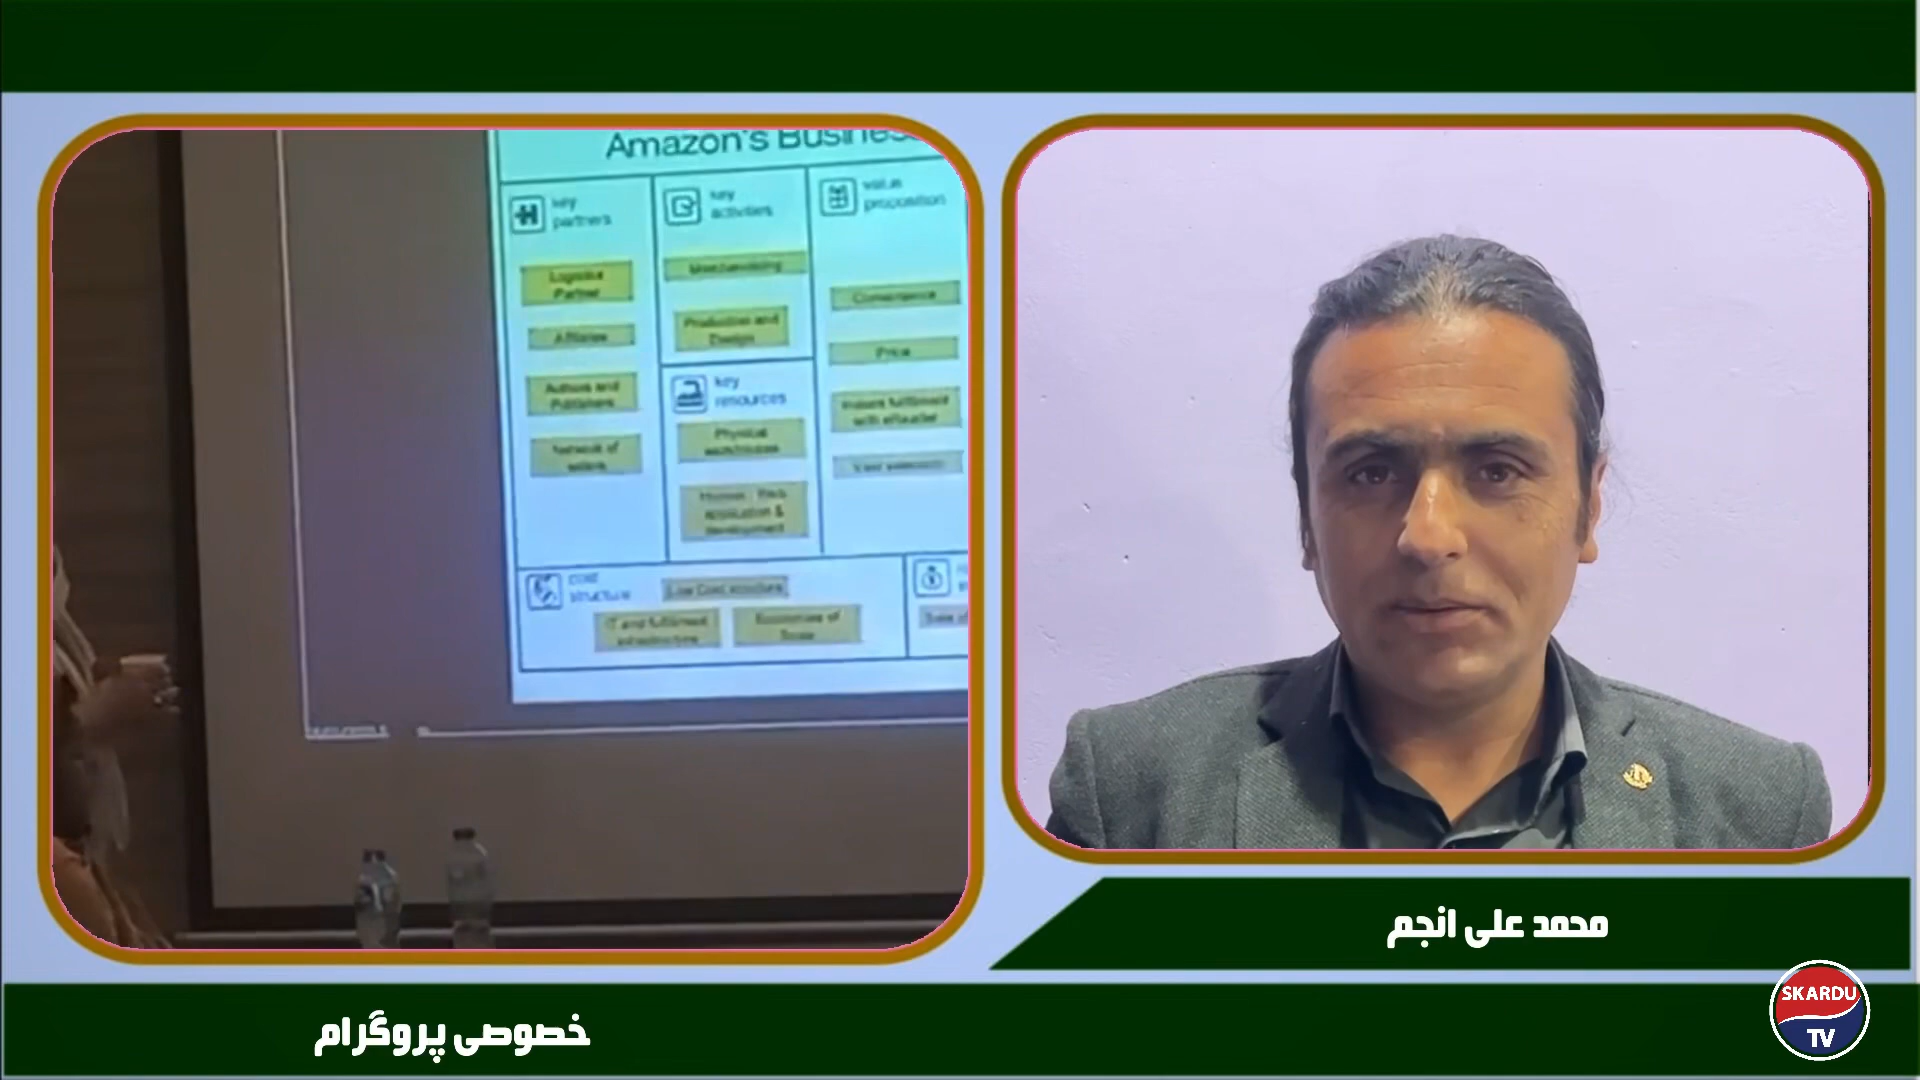 Amazon's Business
key
partners
key
activities
value
proposition
Logistics
Partner
Merchandising
Convenience
Affiliates
Production and
Design
Price
Authors and
Publishers
key
resources
Network of
sellers
Physical
warehouses
cost
structure
Low Cost structure
IT and fulfillment
infrastructure
Economies of
Scale
محمد علی انجم
خصوصی پروگرام
SKARDU
TV